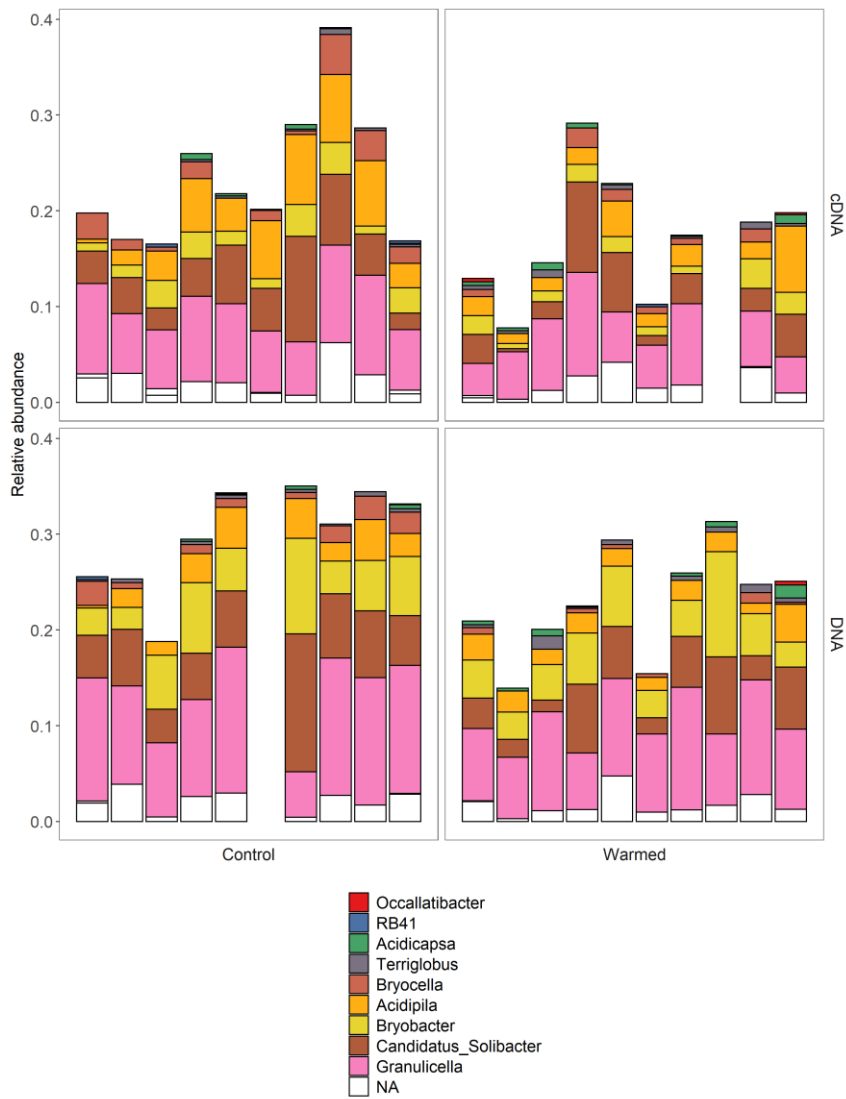 0.4
0.3
0.2
0.1
0.0
cDNA
Relative abundance
0.4
0.3
0.2
0.1
0.0
DNA
Control
Warmed
Occallatibacter
RB41
Acidicapsa
Terriglobus
Bryocella
Acidipila
Bryobacter
Candidatus_Solibacter
Granulicella
NA